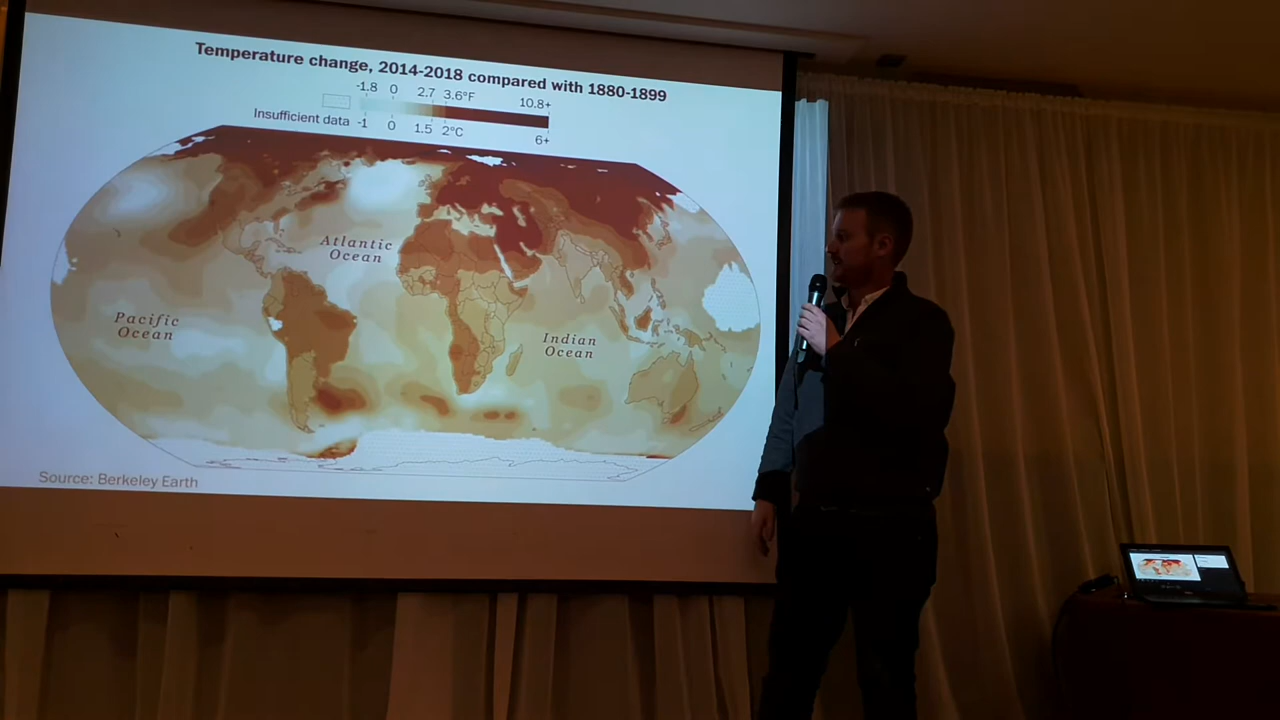 Temperature change, 2014-2018 compared with 1880-1899
-1.8 0 2.7 3.6°F 10.8+
Insufficient data -1 0 1.5 2°C 6+
Atlantic
Ocean
Pacific
Ocean
Indian
Ocean
Source: Berkeley Earth